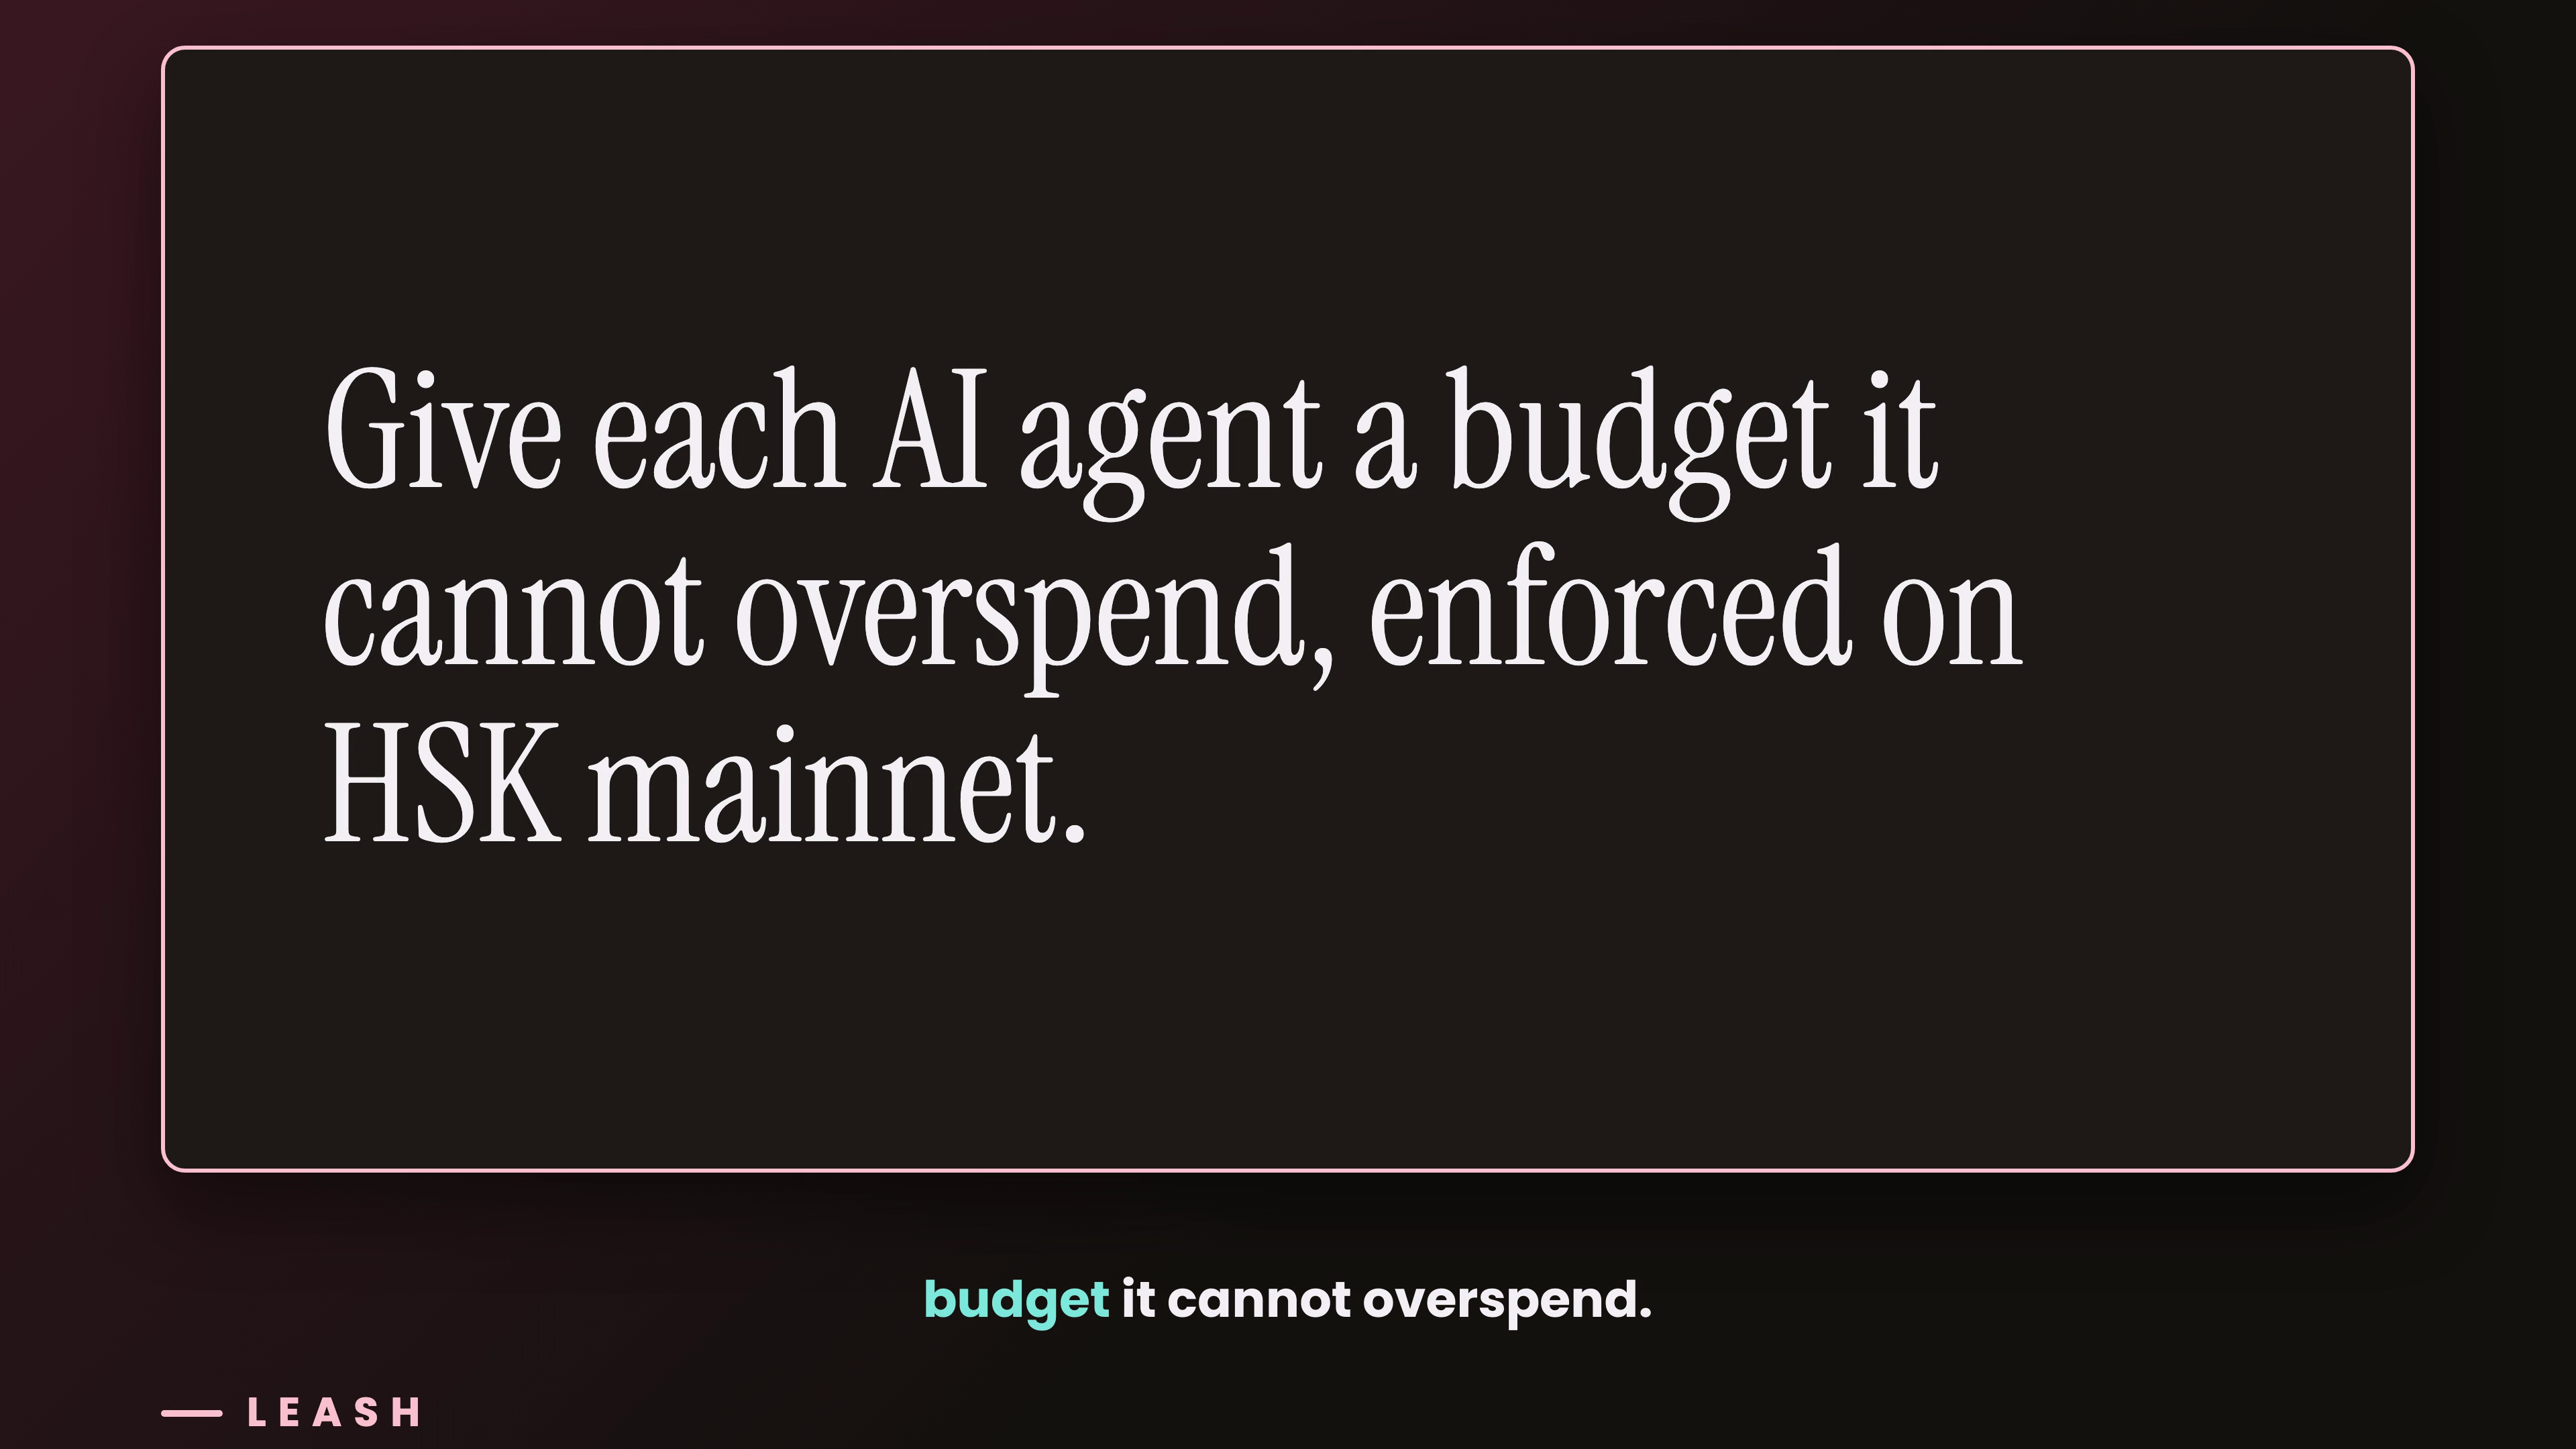 Give each AI agent a budget it
cannot overspend, enforced on
HSK mainnet.
budget it cannot overspend.
LEASH